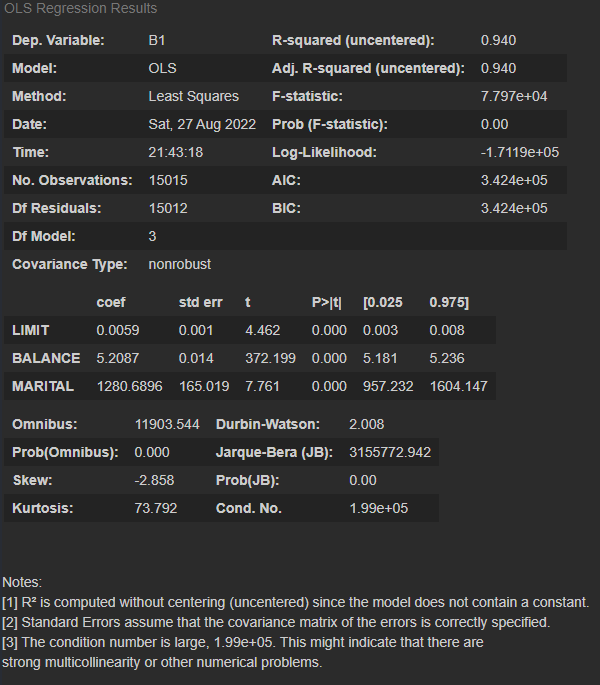 OLS Regression Results
Dep. Variable: B1 R-squared (uncentered): 0.940
Model: OLS Adj. R-squared (uncentered): 0.940
Method: Least Squares F-statistic: 7.797e+04
Date: Sat, 27 Aug 2022 Prob (F-statistic): 0.00
Time: 21:43:18 Log-Likelihood: -1.7119e+05
No. Observations: 15015 AIC: 3.424e+05
Df Residuals: 15012 BIC: 3.424e+05
Df Model: 3
Covariance Type: nonrobust
coef std err t P>|t| [0.025 0.975]
LIMIT 0.0059 0.001 4.462 0.000 0.003 0.008
BALANCE 5.2087 0.014 372.199 0.000 5.181 5.236
MARITAL 1280.6896 165.019 7.761 0.000 957.232 1604.147
Omnibus: 11903.544 Durbin-Watson: 2.008
Prob(Omnibus): 0.000 Jarque-Bera (JB): 3155772.942
Skew: -2.858 Prob(JB): 0.00
Kurtosis: 73.792 Cond. No. 1.99e+05
Notes:
[1] R² is computed without centering (uncentered) since the model does not contain a constant.
[2] Standard Errors assume that the covariance matrix of the errors is correctly specified.
[3] The condition number is large, 1.99e+05. This might indicate that there are
strong multicollinearity or other numerical problems.